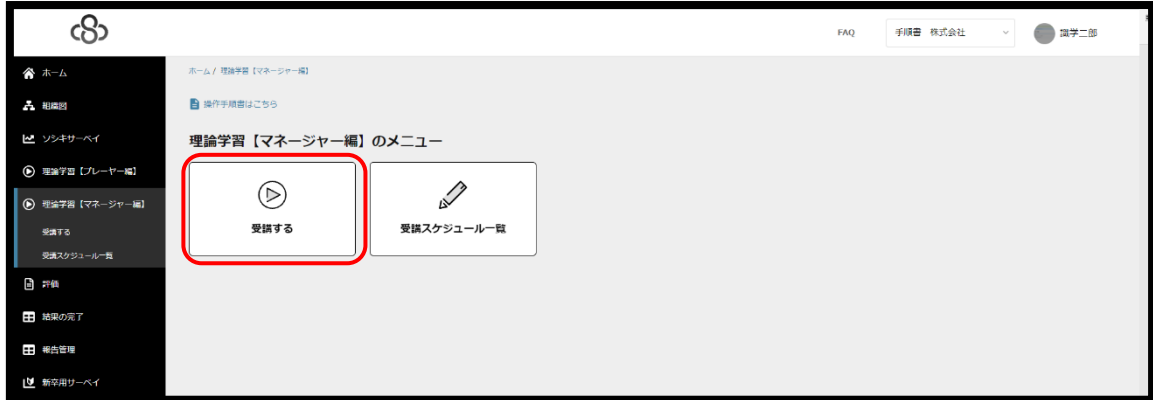 FAQ
手順書 株式会社
識学二郎
ホーム
組織図
ソシキサーベイ
理論学習【プレーヤー編】
理論学習【マネージャー編】
受講する
受講スケジュール一覧
評価
結果の完了
報告管理
新卒用サーベイ
ホーム / 理論学習【マネージャー編】
操作手順書はこちら
理論学習【マネージャー編】のメニュー
受講する
受講スケジュール一覧